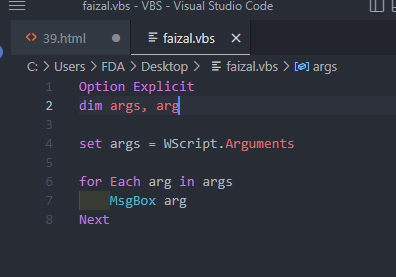 faizal.vbs - VBS - Visual Studio Code
<> 39.html
faizal.vbs
C: > Users > FDA > Desktop > faizal.vbs > args
1 Option Explicit
2 dim args, arg
3
4 set args = WScript.Arguments
5
6 for Each arg in args
7 MsgBox arg
8 Next